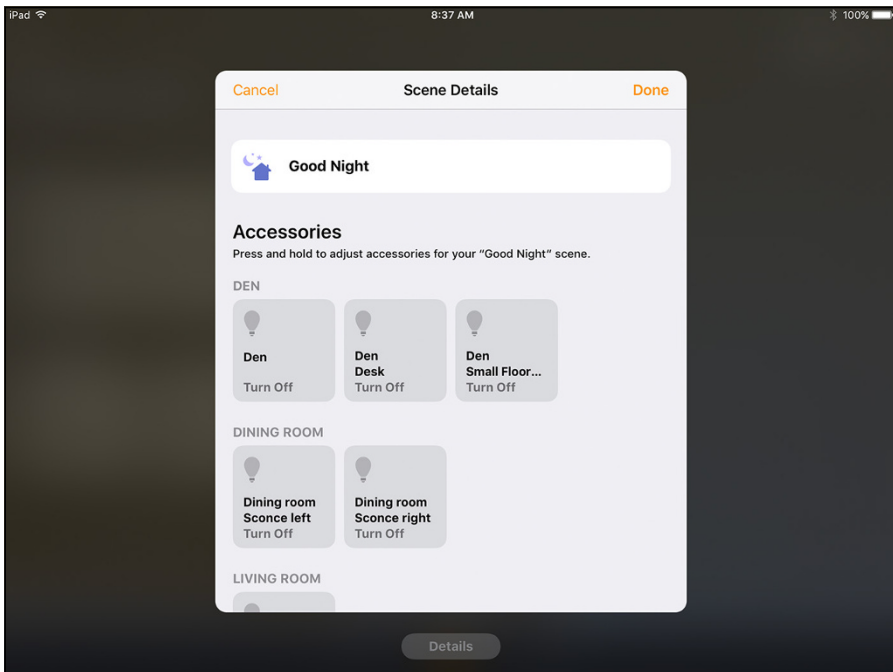 iPad 8:37 AM 100%
Cancel Scene Details Done
Good Night
Accessories
Press and hold to adjust accessories for your “Good Night” scene.
DEN
Den
Turn Off
Den
Desk
Turn Off
Den
Small Floor...
Turn Off
DINING ROOM
Dining room
Sconce left
Turn Off
Dining room
Sconce right
Turn Off
LIVING ROOM
Details